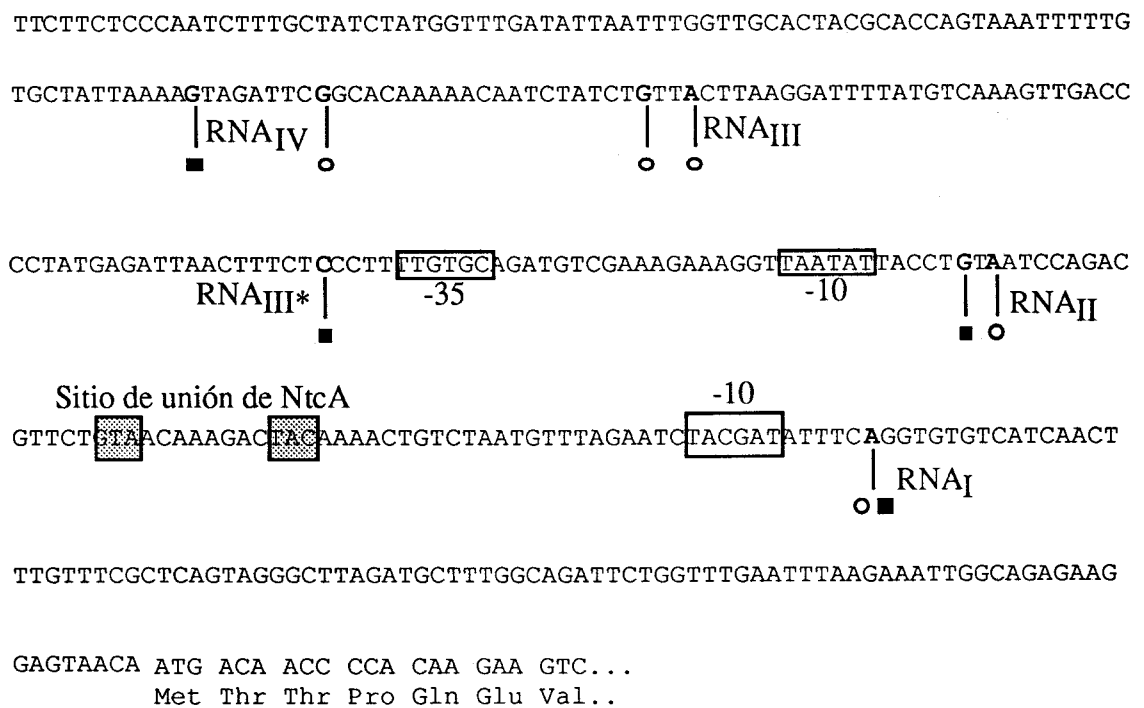 TTCTTCTCCCAATCTTTGCTATCTATGGTTTGATATTAATTTGGTTGCACTACGCACCAGTAAATTTTTG
TGCTATTAAAAGTAGATTCGGCACAAAAACAATCTATCTGTTACTTAAGGATTTTATGTCAAAGTTGACC
RNAIV RNAIII
CCTATGAGATTAACTTTCTCCCCTTTTGTGCAGATGTCGAAAGAAAGGTTAATATTACCTGTAATCCAGAC
RNAIII* -35 -10 RNAII
Sitio de unión de NtcA -10
GTTCTGTAACAAAGACTACAAAACTGTCTAATGTTTAGAATCTACGATATTTCAGGTGTGTCATCAACT
RNAI
TTGTTTCGCTCAGTAGGGCTTAGATGCTTTGGCAGATTCTGGTTTGAATTTAAGAAATTGGCAGAGAAG
GAGTAACA ATG ACA ACC CCA CAA GAA GTC...
Met Thr Thr Pro Gln Glu Val..